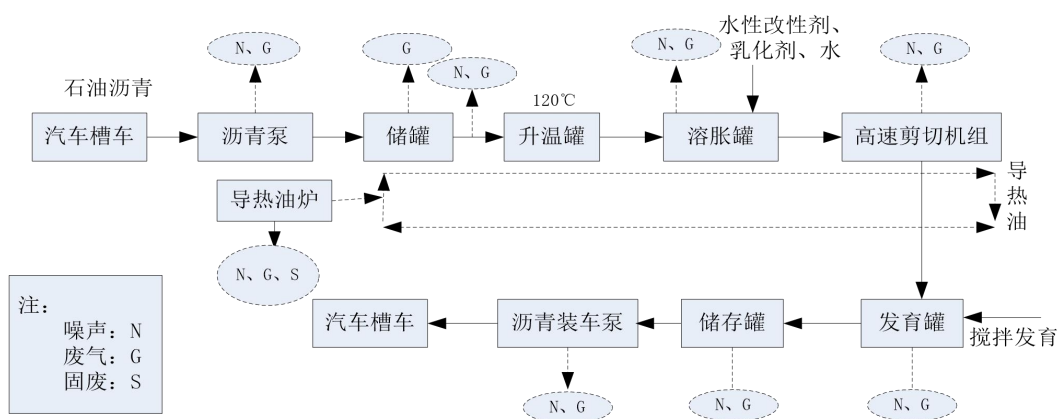 石油沥青
汽车槽车
N、G
沥青泵
G
储罐
N、G
120℃
升温罐
N、G
水性改性剂、
乳化剂、水
溶胀罐
N、G
高速剪切机组
导热油炉
导热油
N、G、S
注：
噪声：N
废气：G
固废：S
汽车槽车
沥青装车泵
储存罐
发育罐
搅拌发育
N、G
N、G
N、G